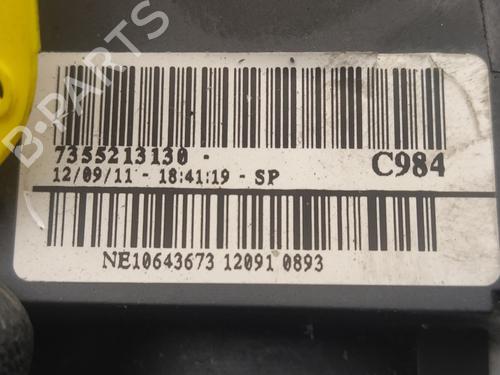 B-PARTS
7355213130 -
C984
12/09/11 - 18:41:19 - SP
NE10643673 12091 0893